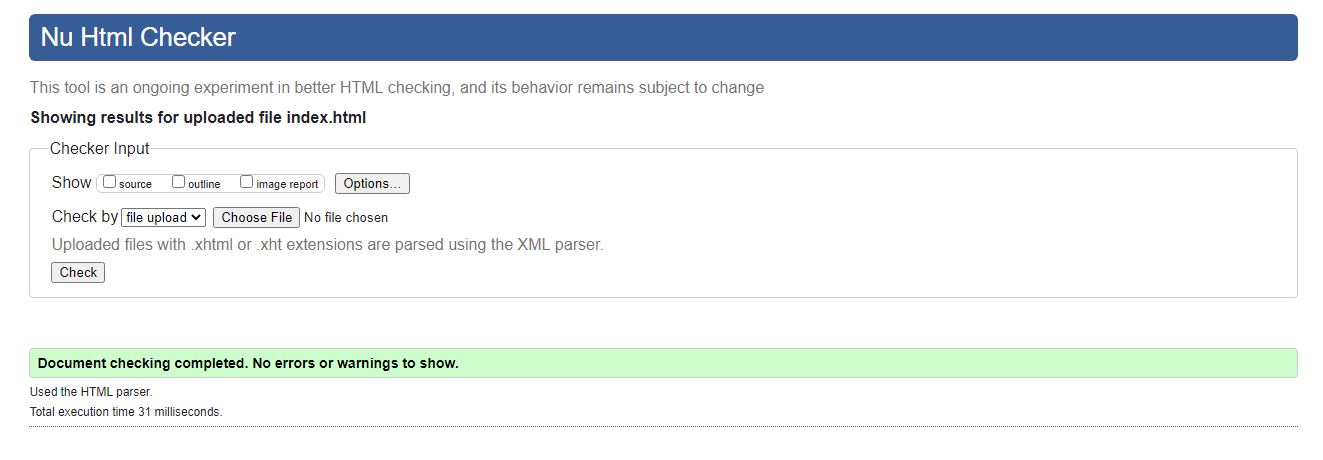 Nu Html Checker
This tool is an ongoing experiment in better HTML checking, and its behavior remains subject to change
Showing results for uploaded file index.html
Checker Input
Show source outline image report Options...
Check by file upload Choose File No file chosen
Uploaded files with .xhtml or .xht extensions are parsed using the XML parser.
Check
Document checking completed. No errors or warnings to show.
Used the HTML parser.
Total execution time 31 milliseconds.